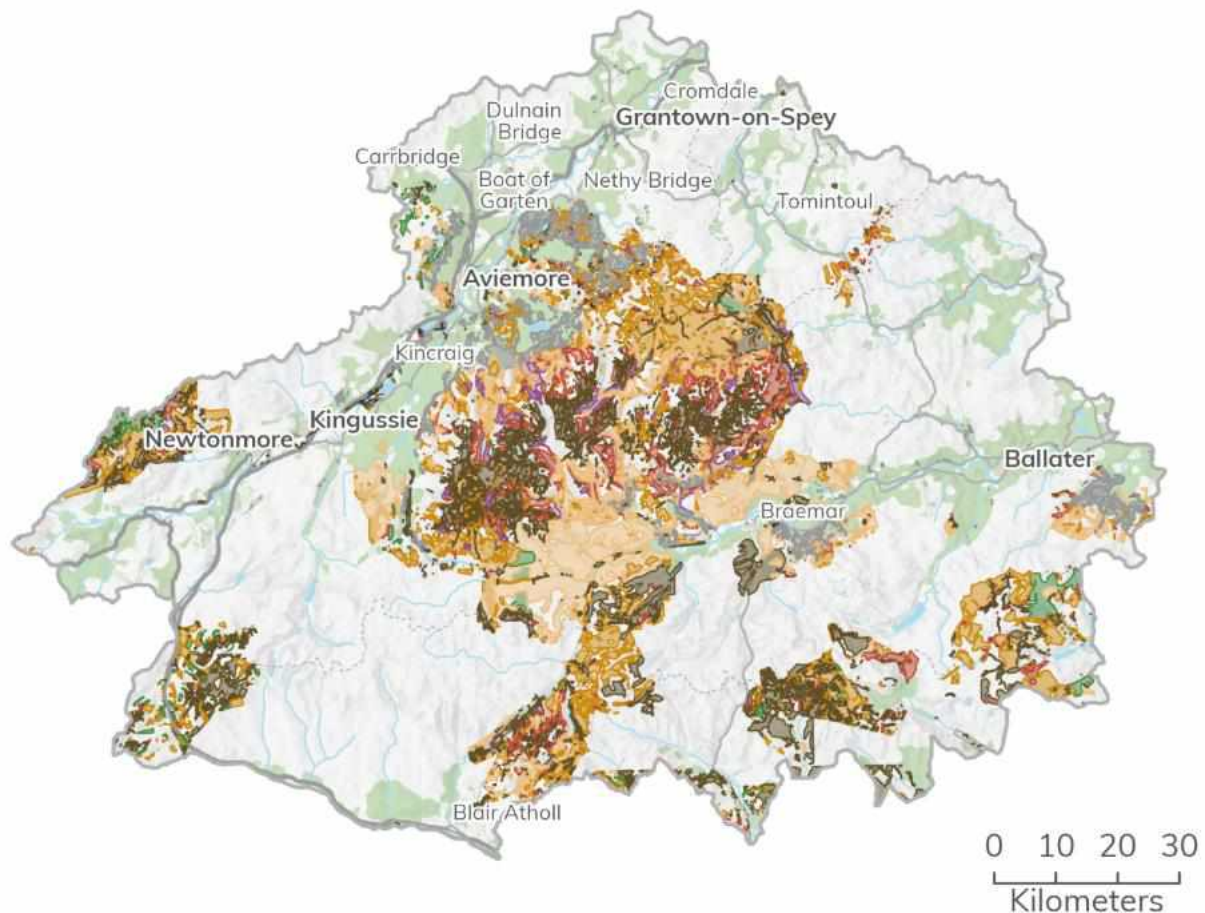 Cromdale
Grantown-on-Spey
Dulnain
Bridge
Carrbridge
Boat of
Garten
Nethy Bridge
Tomintoul
Aviemore
Kincraig
Kingussie
Newtonmore
Ballater
Braemar
Blair Atholl
0 10 20 30
Kilometers